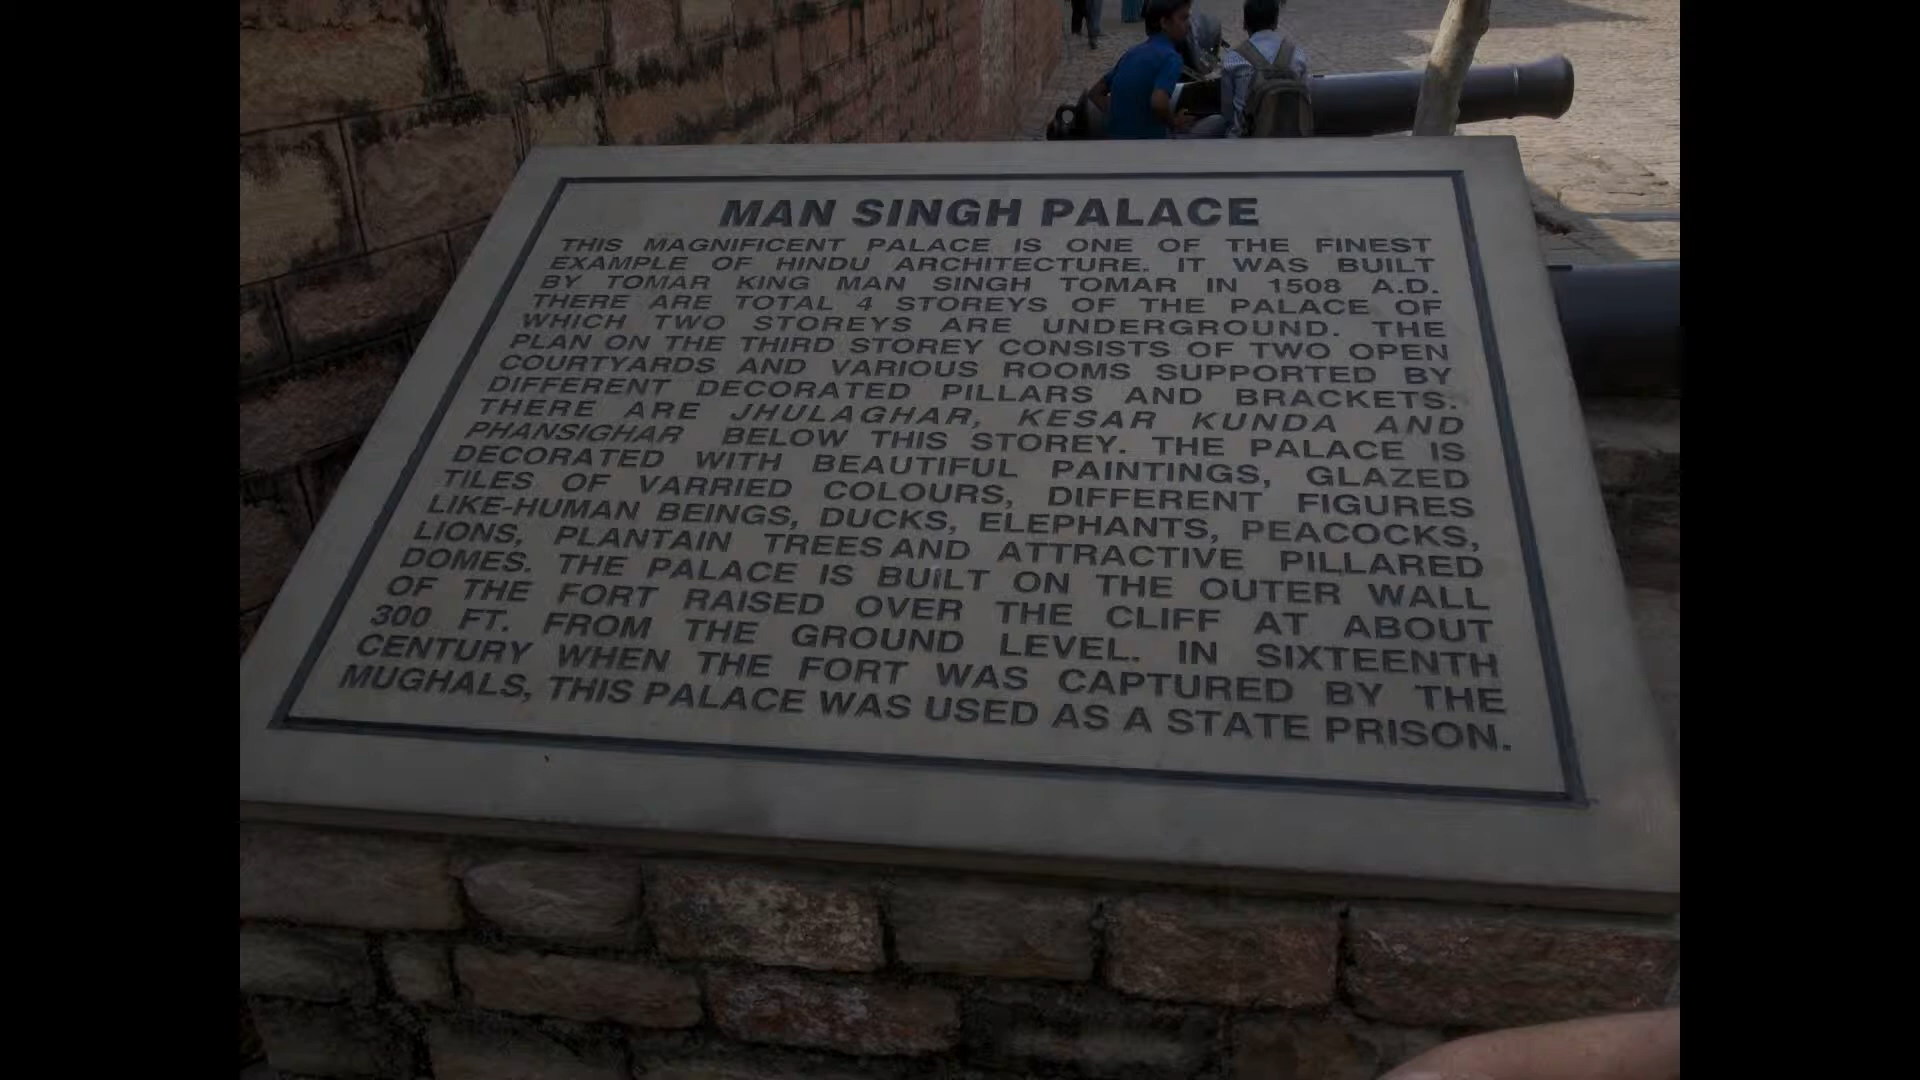 MAN SINGH PALACE
THIS MAGNIFICENT PALACE IS ONE OF THE FINEST
EXAMPLE OF HINDU ARCHITECTURE. IT WAS BUILT
BY TOMAR KING MAN SINGH TOMAR IN 1508 A.D.
THERE ARE TOTAL 4 STOREYS OF THE PALACE OF
WHICH TWO STOREYS ARE UNDERGROUND. THE
PLAN ON THE THIRD STOREY CONSISTS OF TWO OPEN
COURTYARDS AND VARIOUS ROOMS SUPPORTED BY
DIFFERENT DECORATED PILLARS AND BRACKETS.
THERE ARE JHULAGHAR, KESAR KUNDA AND
PHANSIGHAR BELOW THIS STOREY. THE PALACE IS
DECORATED WITH BEAUTIFUL PAINTINGS, GLAZED
TILES OF VARRIED COLOURS, DIFFERENT FIGURES
LIKE-HUMAN BEINGS, DUCKS, ELEPHANTS, PEACOCKS,
LIONS, PLANTAIN TREES AND ATTRACTIVE PILLARED
DOMES. THE PALACE IS BUILT ON THE OUTER WALL
OF THE FORT RAISED OVER THE CLIFF AT ABOUT
300 FT. FROM THE GROUND LEVEL. IN SIXTEENTH
CENTURY WHEN THE FORT WAS CAPTURED BY THE
MUGHALS, THIS PALACE WAS USED AS A STATE PRISON.